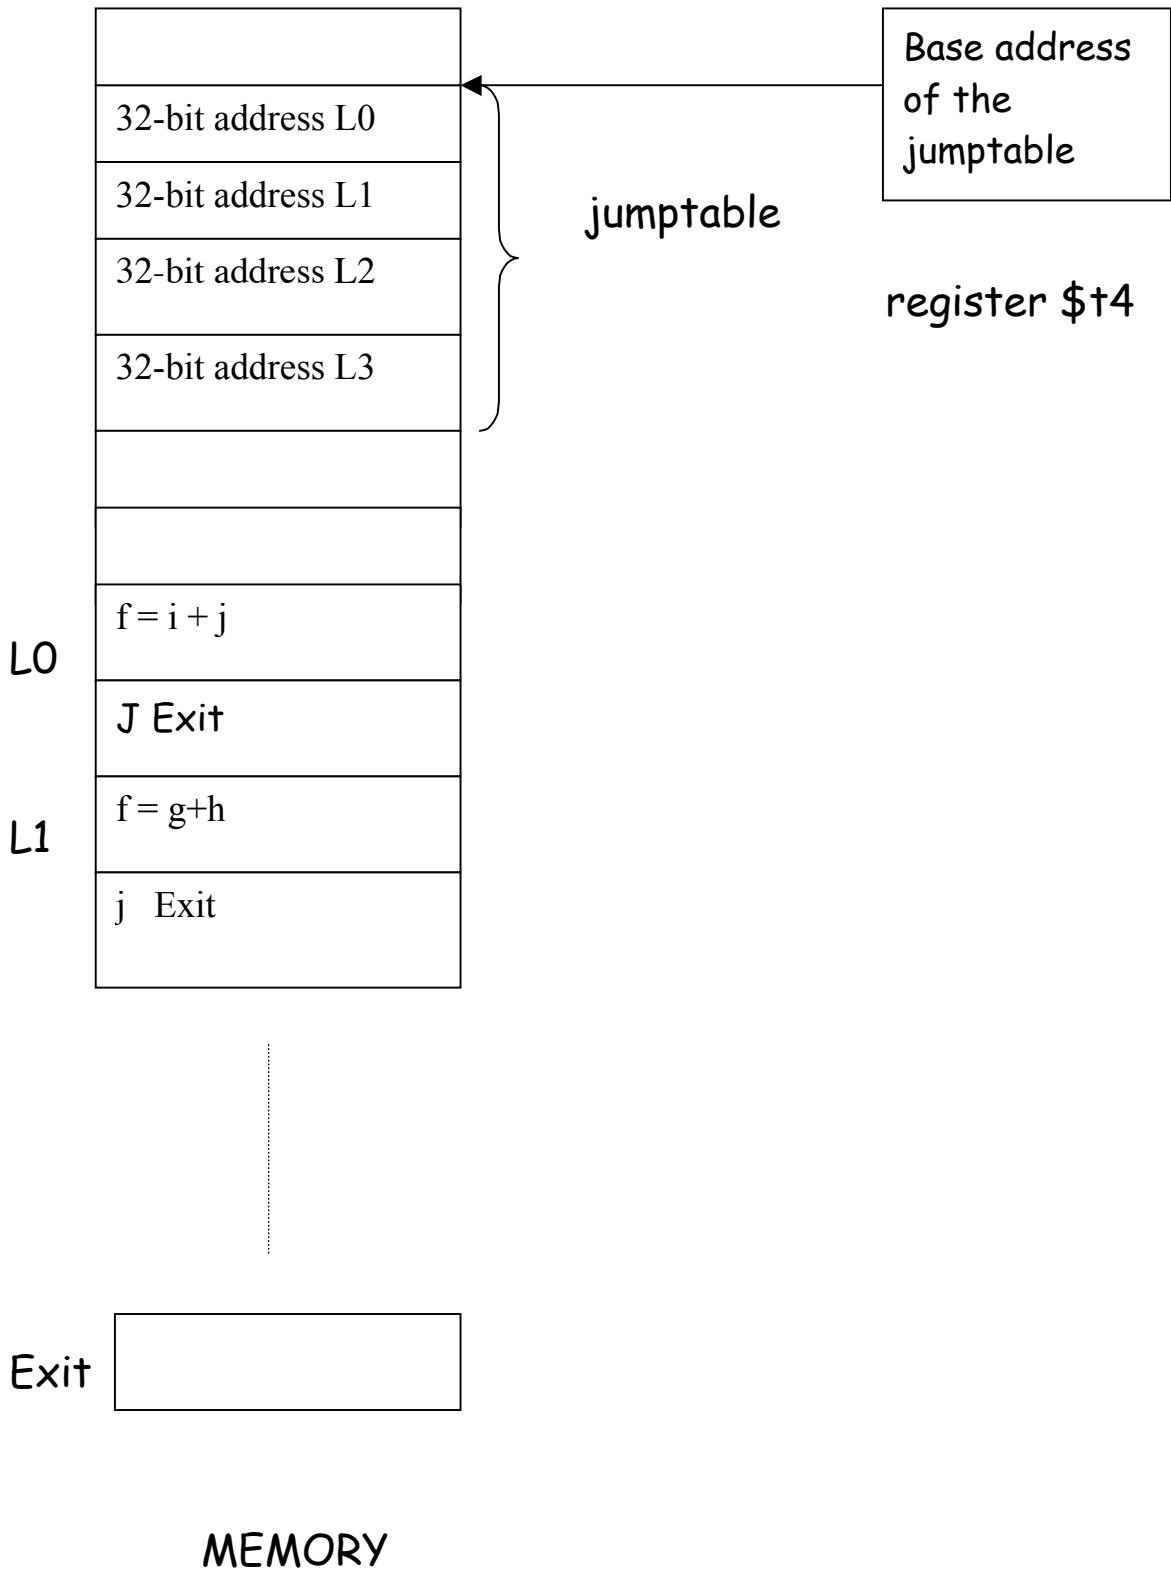 Base address
of the
jumptable
32-bit address L0
32-bit address L1
jumptable
32-bit address L2
register $t4
32-bit address L3
f = i + j
L0
J Exit
f = g+h
L1
j Exit
Exit
MEMORY